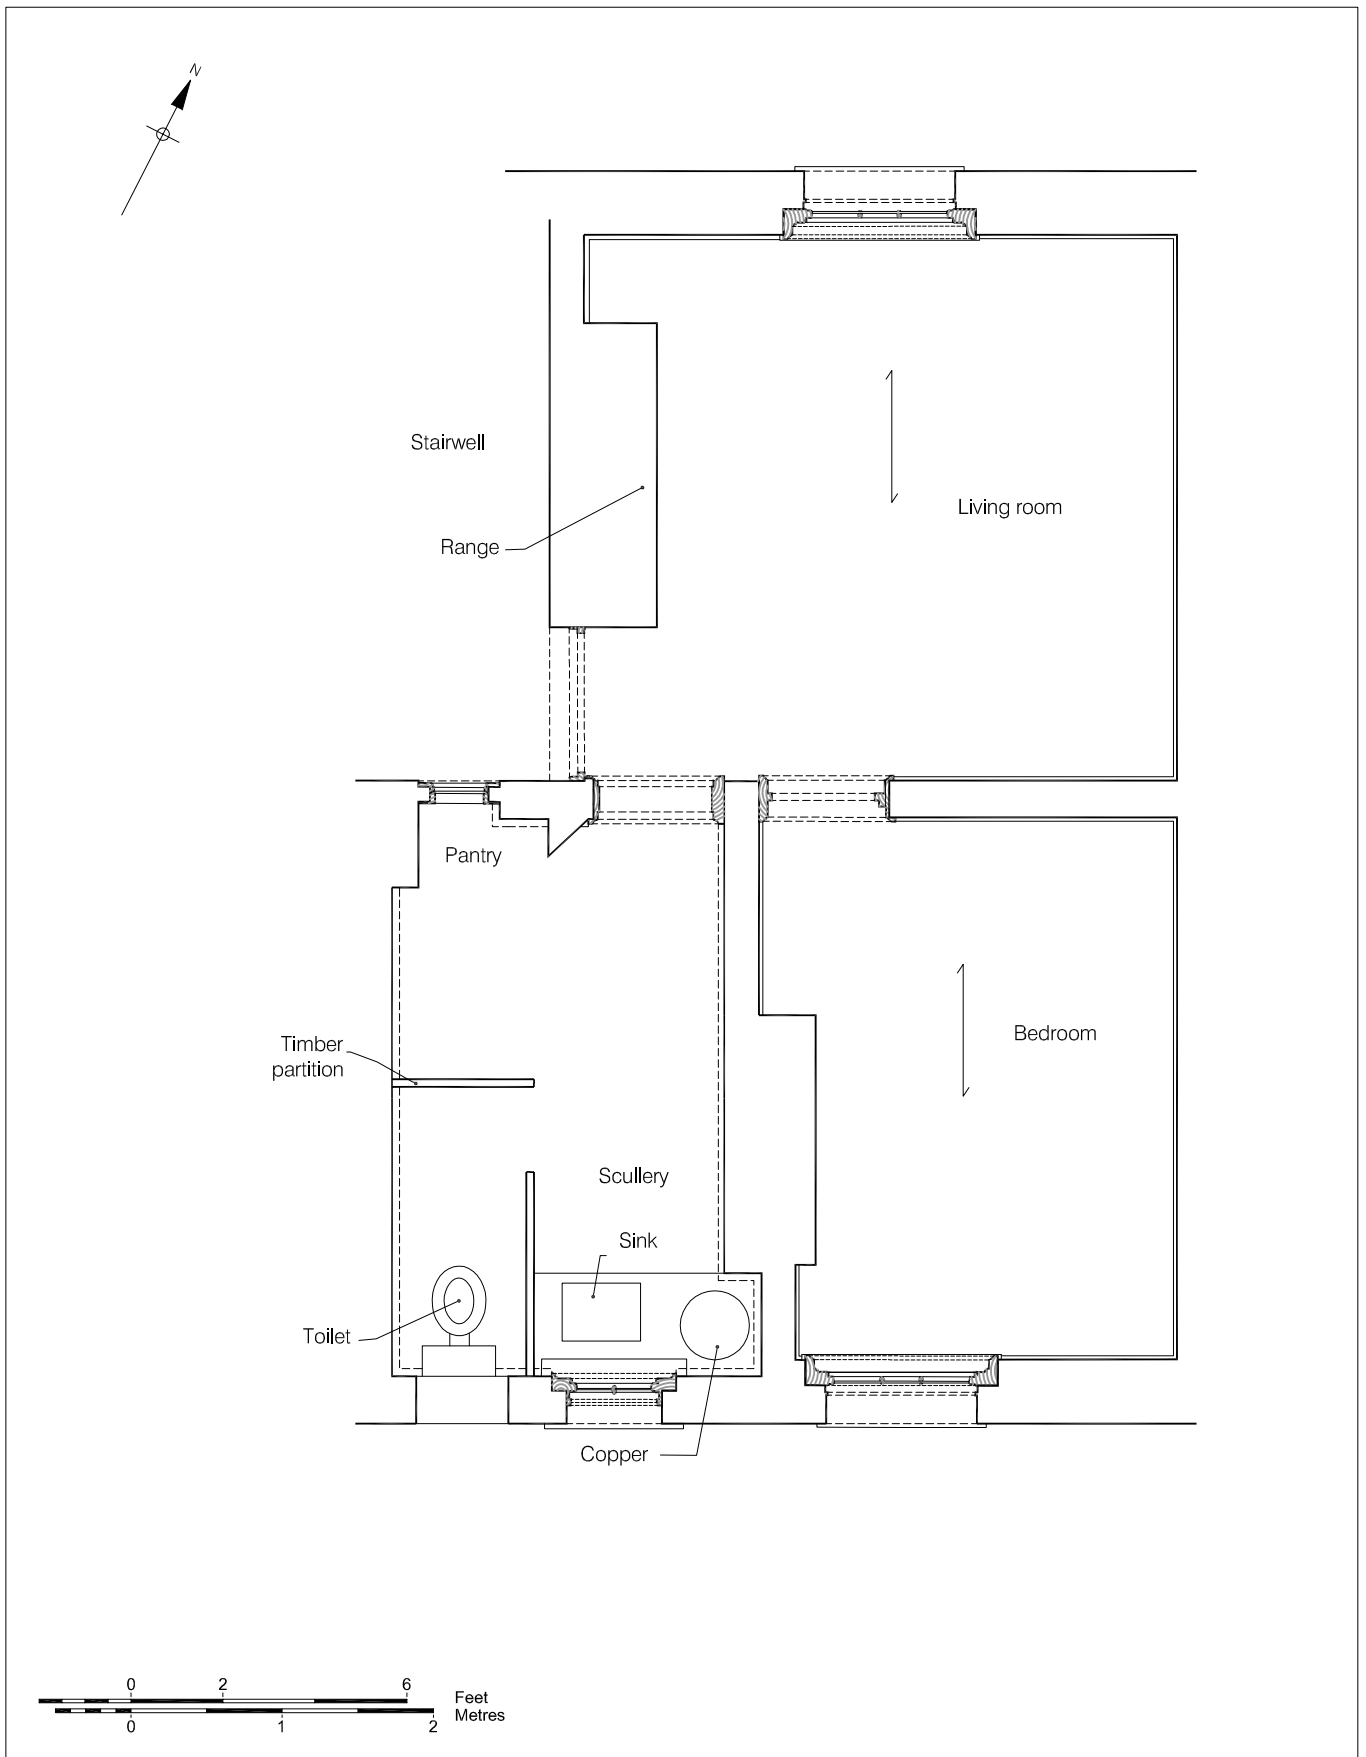 N
Stairwell
Range
Living room
Pantry
Timber
partition
Bedroom
Scullery
Sink
Toilet
Copper
0 2 6
Feet
Metres
0 1 2